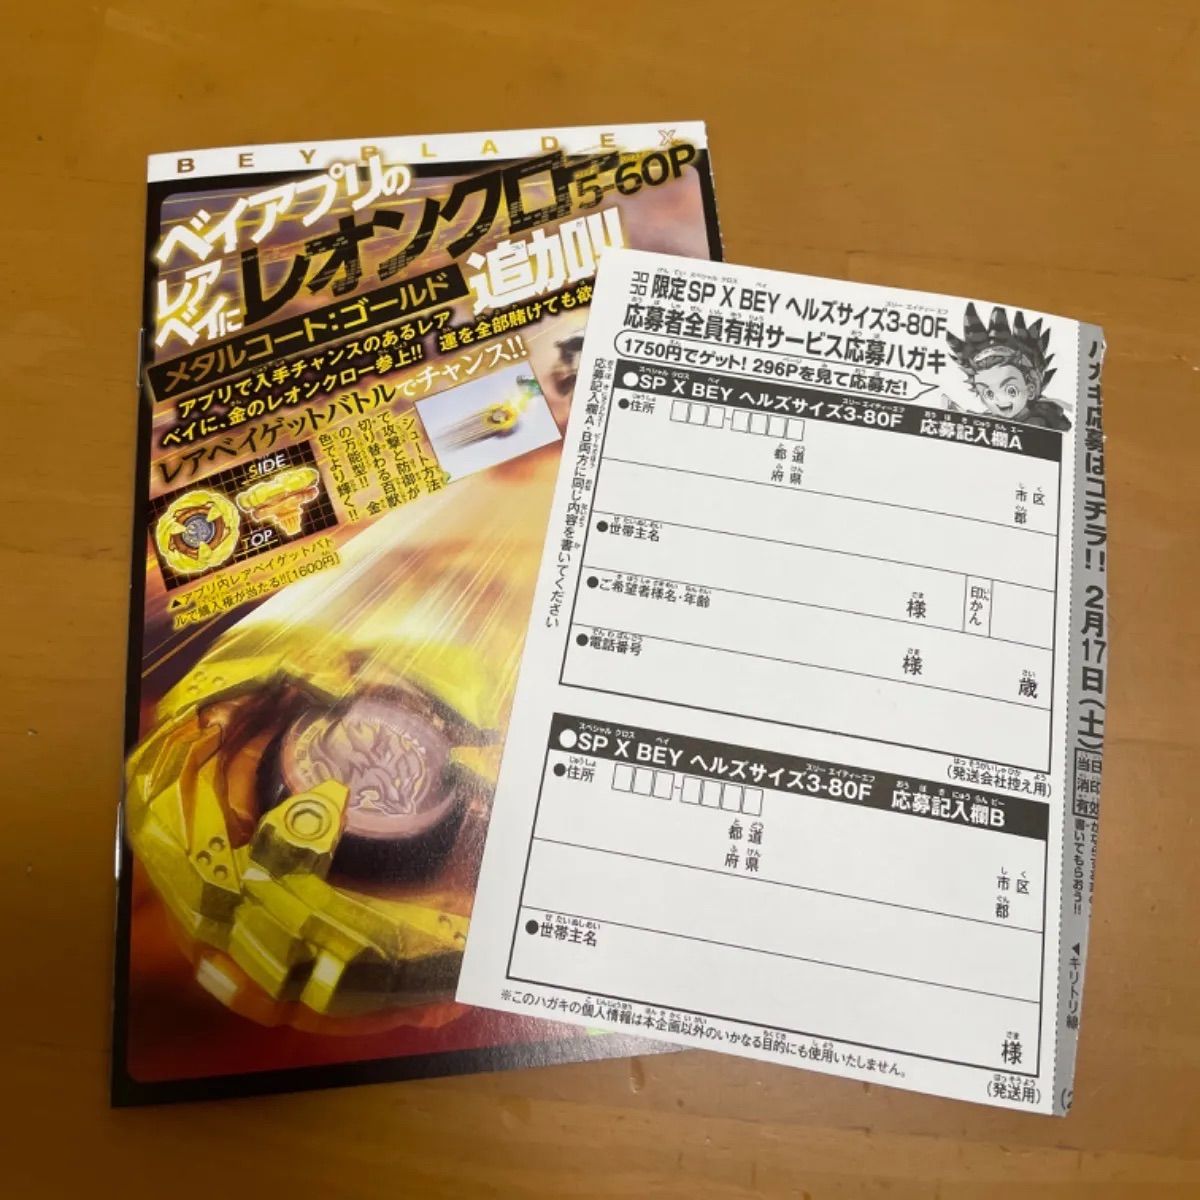 BEYBLADE X
ベイアプリの
レア
ベイに
レオンクロー5-60P
メタルコート:ゴールド
追加!!
アプリで入手チャンスのあるレア
ベイに、金のレオンクロー参上!! 運を全部賭けても欲
レアベイゲットバトルでチャンス!!
シュート方法
で攻撃と防御が
切り替わる百獣
の万能型!! 金
色でより輝く!!
SIDE
TOP
▲アプリ内レアベイゲットバト
ルで購入権が当たる!![1600円]
コロコロ限定SP X BEY ヘルズサイズ3-80F
応募者全員有料サービス応募ハガキ
1750円でゲット! 296Pを見て応募だ!
応募記入欄A・B両方に同じ内容を書いてください
●SP X BEY ヘルズサイズ3-80F 応募記入欄A
●住所
都道
府県
市区
郡
●世帯主名
様
印かん
●ご希望者様名・年齢
様
歳
●電話番号
(発送会社控え用)
●SP X BEY ヘルズサイズ3-80F 応募記入欄B
●住所
都道
府県
市区
郡
●世帯主名
様
(発送用)
※このハガキの個人情報は本企画以外のいかなる目的にも使用いたしません。
ハガキ応募はコチラ!! 2月17日(土)
当日
消印
有効
書いてもらおう!!
◀キリトリ線